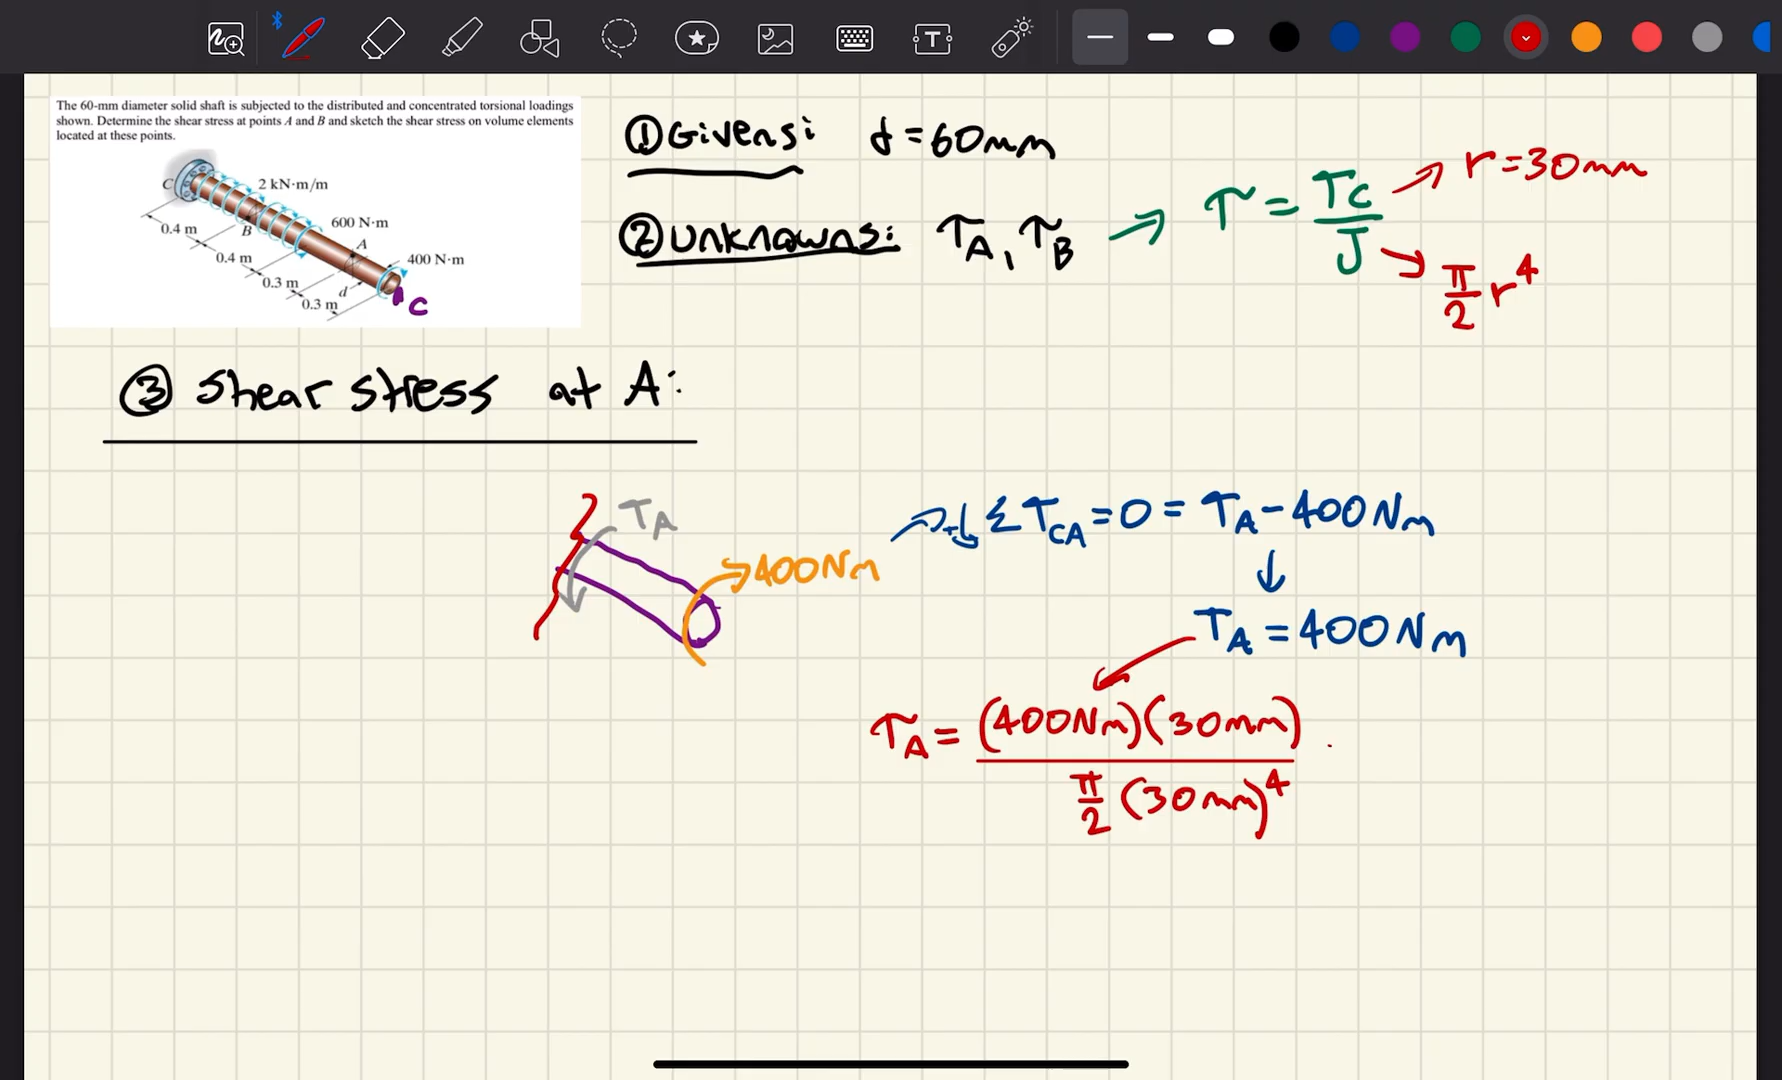 The 60-mm diameter solid shaft is subjected to the distributed and concentrated torsional loadings
shown. Determine the shear stress at points A and B and sketch the shear stress on volume elements
located at these points.
C
2 kN·m/m
600 N·m
400 N·m
0.4 m
B
A
0.4 m
0.3 m
d
0.3 m
C
① Givens: d = 60mm
② Unknowns: τA, τB → τ = Tc/J
→ r = 30mm
→ π/2 r⁴
③ Shear stress at A:
TA
400Nm
→ +↓ ΣTCA = 0 = TA - 400Nm
↓
TA = 400Nm
τA = (400Nm)(30mm) / π/2 (30mm)⁴
T